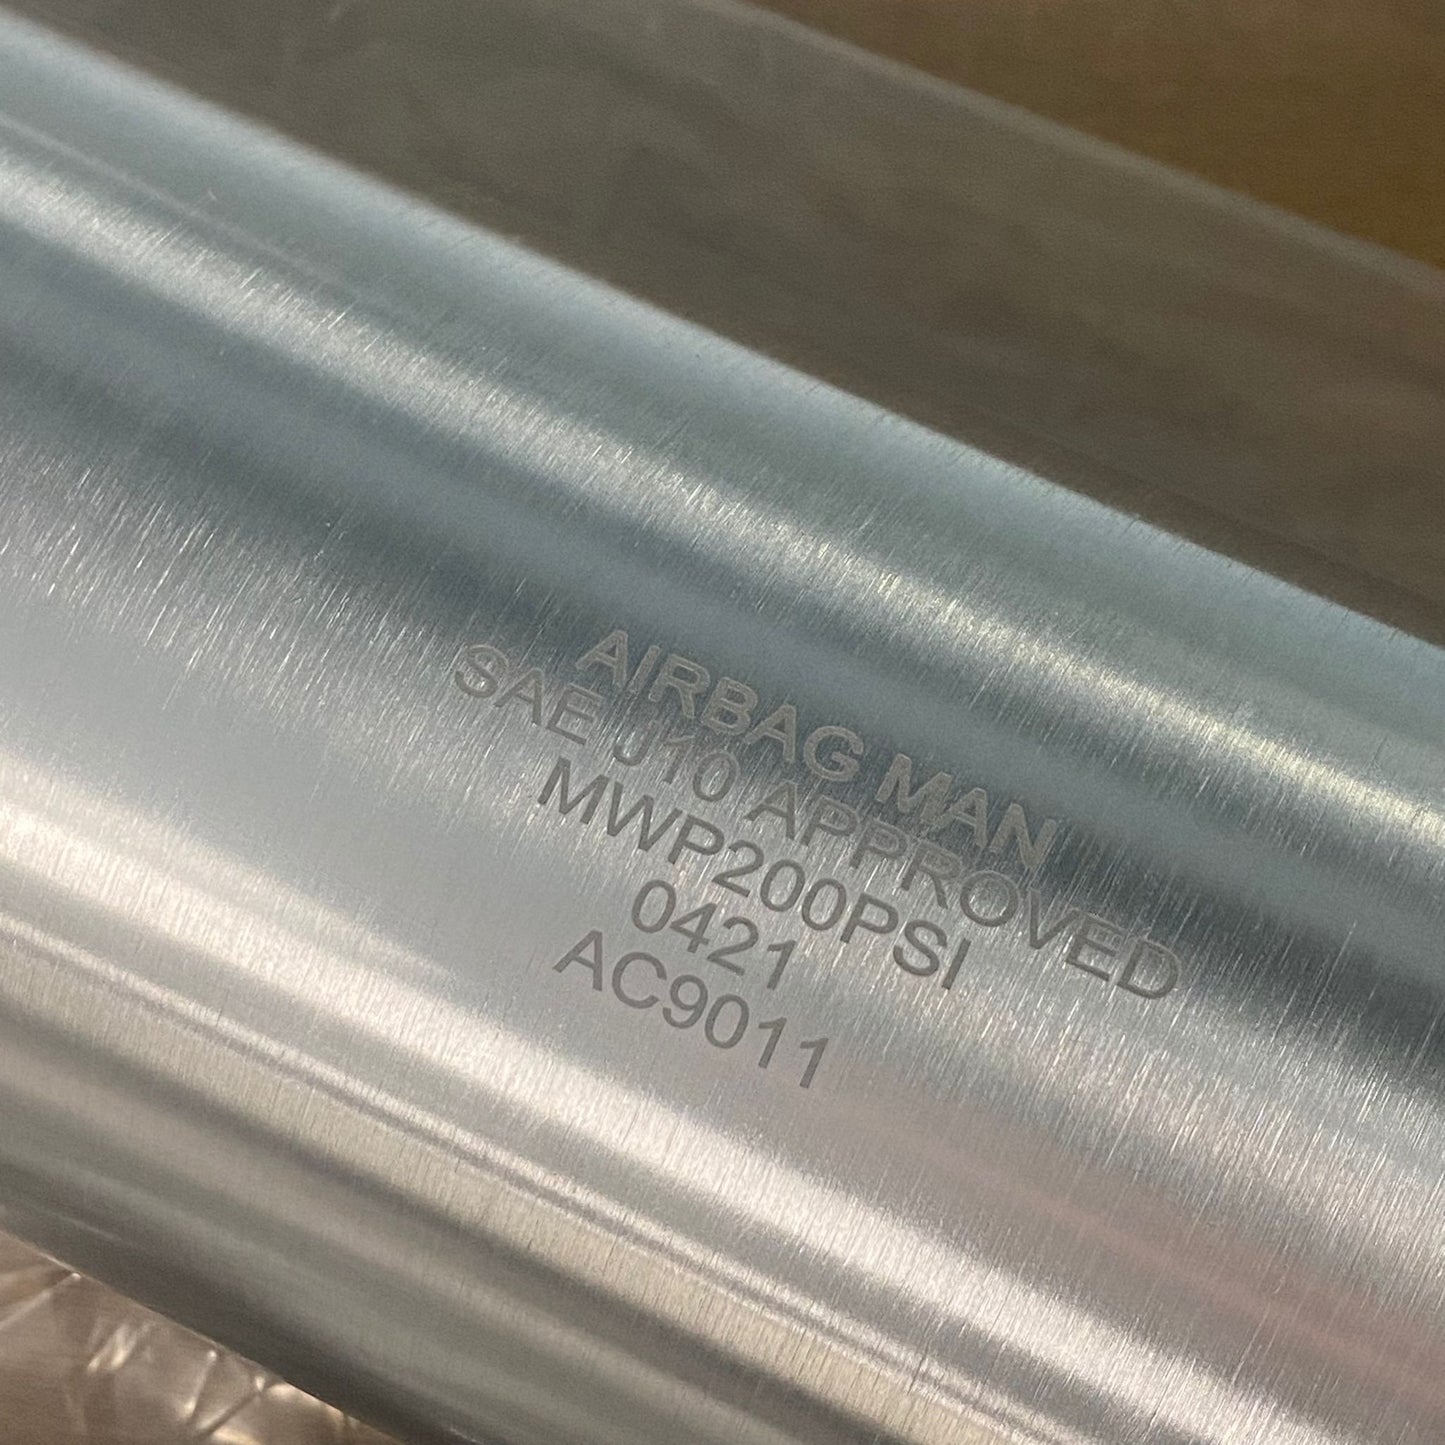 AIRBAG MAN
SAE J10 APPROVED
MWP200PSI
0421
AC9011